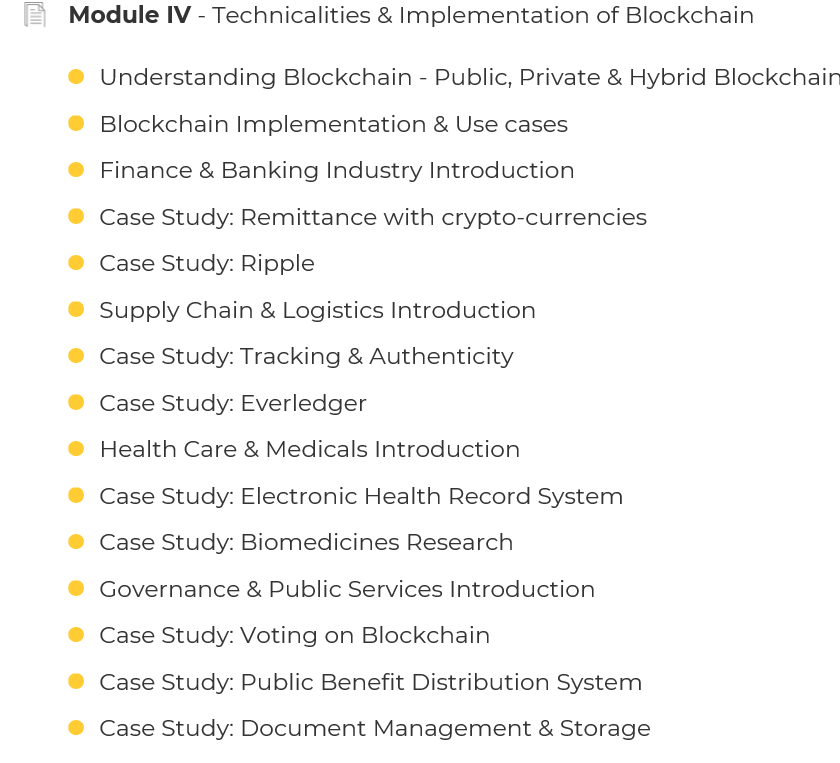 Module IV - Technicalities & Implementation of Blockchain
Understanding Blockchain - Public, Private & Hybrid Blockchain
Blockchain Implementation & Use cases
Finance & Banking Industry Introduction
Case Study: Remittance with crypto-currencies
Case Study: Ripple
Supply Chain & Logistics Introduction
Case Study: Tracking & Authenticity
Case Study: Everledger
Health Care & Medicals Introduction
Case Study: Electronic Health Record System
Case Study: Biomedicines Research
Governance & Public Services Introduction
Case Study: Voting on Blockchain
Case Study: Public Benefit Distribution System
Case Study: Document Management & Storage